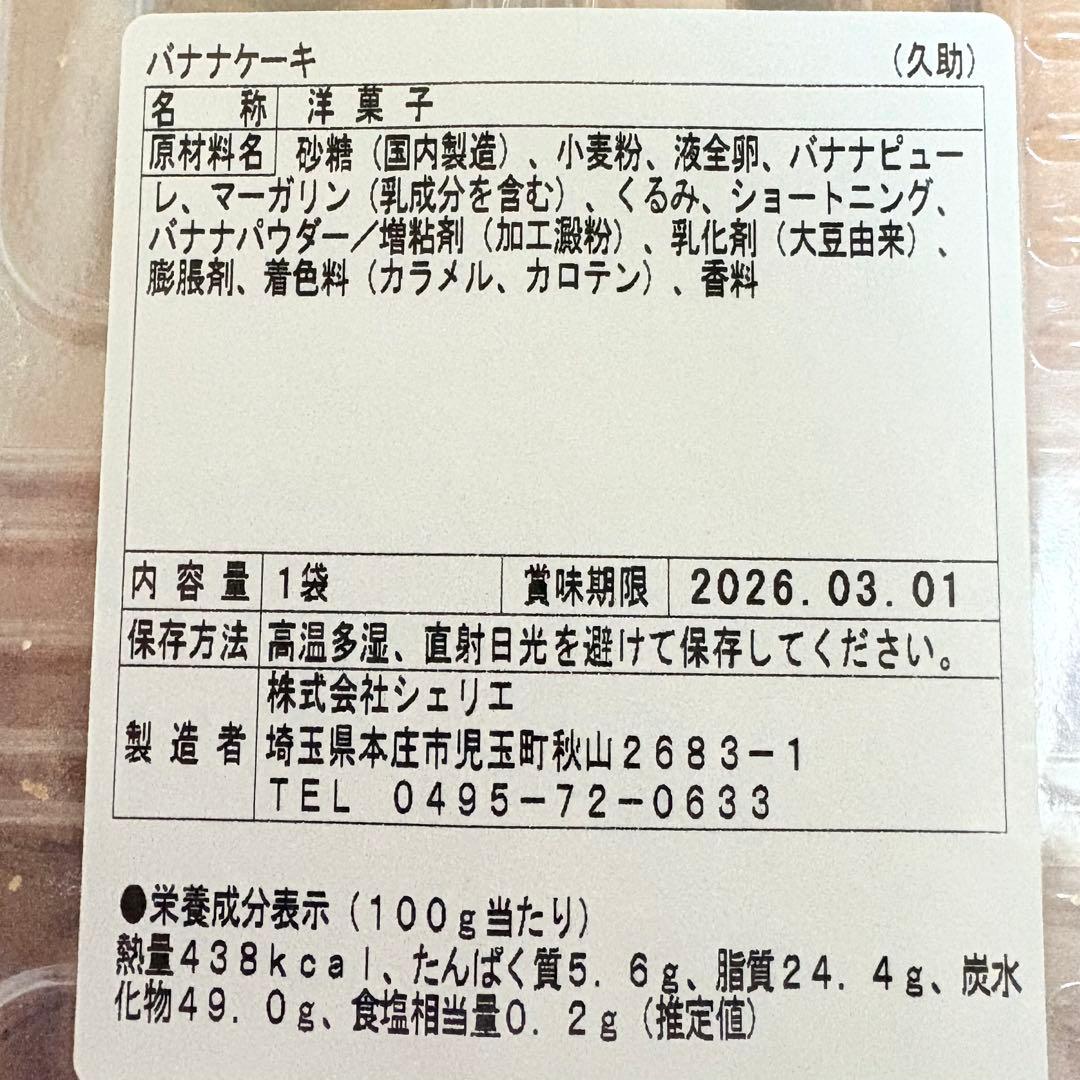 バナナケーキ (久助)
名 称 洋菓子
原材料名 砂糖(国内製造)、小麦粉、液全卵、バナナピュー
レ、マーガリン(乳成分を含む)、くるみ、ショートニング、
バナナパウダー/増粘剤(加工澱粉)、乳化剤(大豆由来)、
膨脹剤、着色料(カラメル、カロテン)、香料
内容量 1袋 賞味期限 2026.03.01
保存方法 高温多湿、直射日光を避けて保存してください。
株式会社シェリエ
製造者 埼玉県本庄市児玉町秋山2683-1
TEL 0495-72-0633
●栄養成分表示(100g当たり)
熱量438kcal、たんぱく質5.6g、脂質24.4g、炭水
化物49.0g、食塩相当量0.2g(推定値)